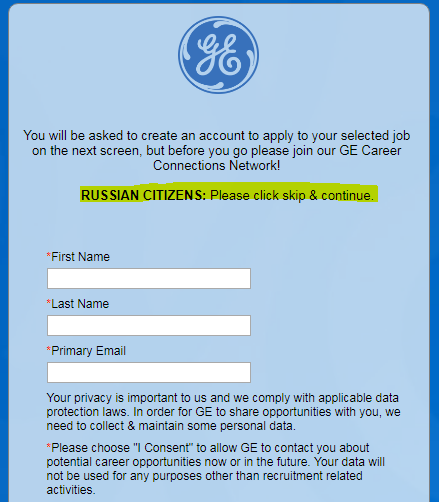 GE
You will be asked to create an account to apply to your selected job
on the next screen, but before you go please join our GE Career
Connections Network!
RUSSIAN CITIZENS: Please click skip & continue.
*First Name
*Last Name
*Primary Email
Your privacy is important to us and we comply with applicable data
protection laws. In order for GE to share opportunities with you, we
need to collect & maintain some personal data.
*Please choose "I Consent" to allow GE to contact you about
potential career opportunities now or in the future. Your data will
not be used for any purposes other than recruitment related
activities.